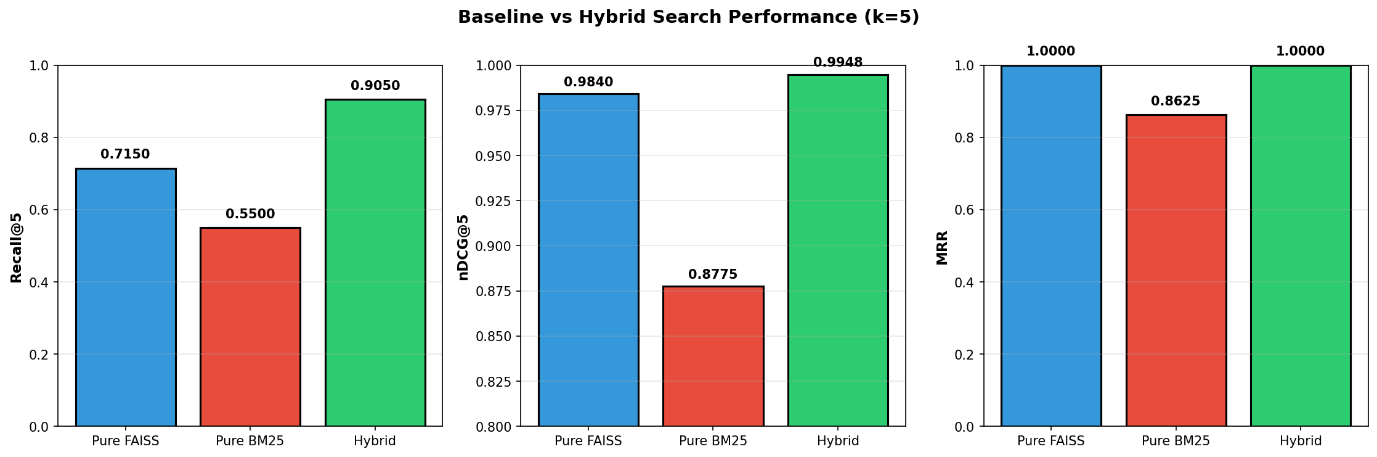 Baseline vs Hybrid Search Performance (k=5)
Recall@5
1.0
0.8
0.6
0.4
0.2
0.0
0.7150
0.5500
0.9050
Pure FAISS
Pure BM25
Hybrid
nDCG@5
1.000
0.975
0.950
0.925
0.900
0.875
0.850
0.825
0.800
0.9840
0.8775
0.9948
Pure FAISS
Pure BM25
Hybrid
MRR
1.0
0.8
0.6
0.4
0.2
0.0
1.0000
0.8625
1.0000
Pure FAISS
Pure BM25
Hybrid